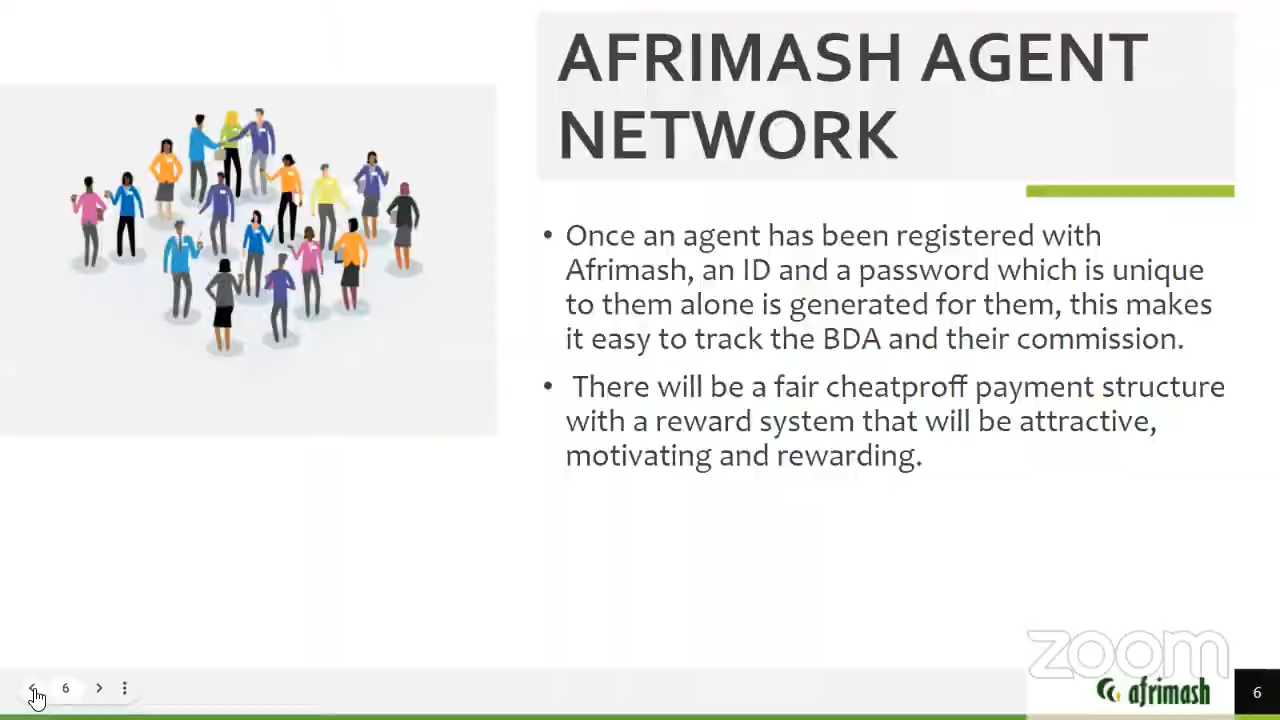 AFRIMASH AGENT
NETWORK
• Once an agent has been registered with
Afrimash, an ID and a password which is unique
to them alone is generated for them, this makes
it easy to track the BDA and their commission.
• There will be a fair cheatproff payment structure
with a reward system that will be attractive,
motivating and rewarding.
zoom
6
afrimash
6